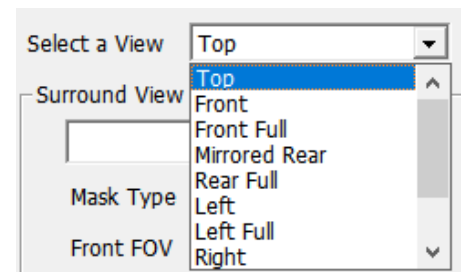 Select a View Top
Top
Surround View
Front
Front Full
Mirrored Rear
Rear Full
Mask Type
Left
Left Full
Front FOV
Right